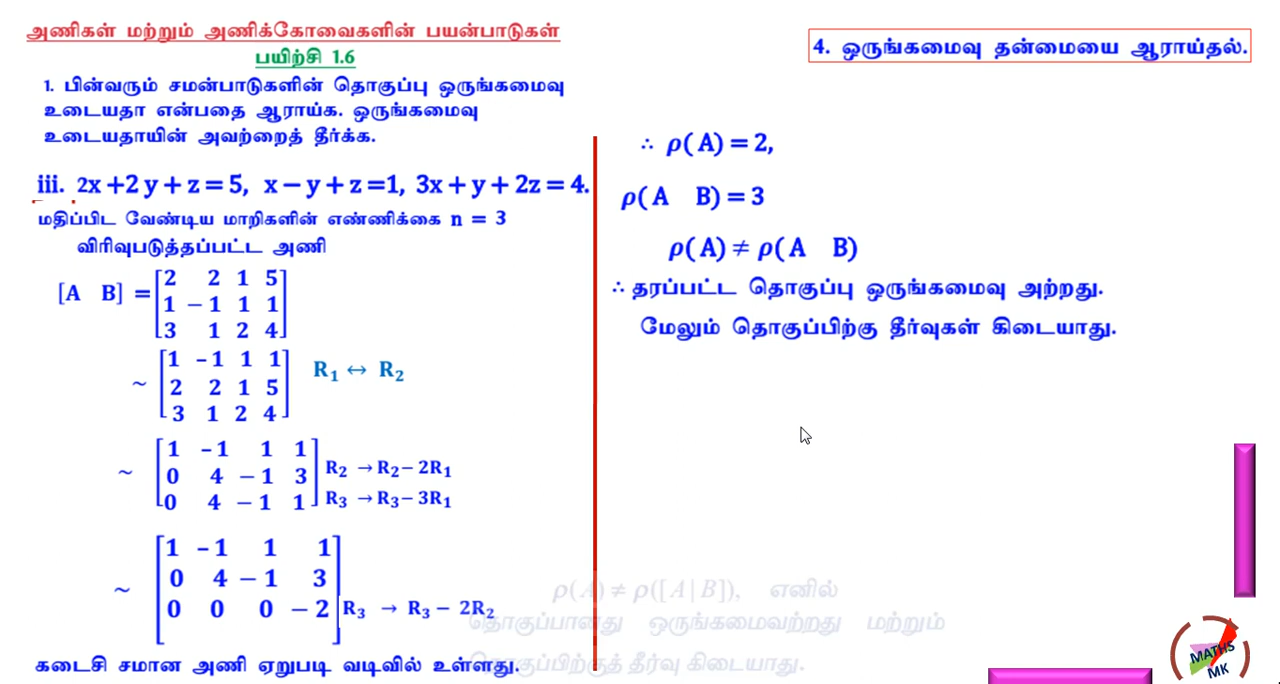 அணிகள் மற்றும் அணிக்கோவைகளின் பயன்பாடுகள்
பயிற்சி 1.6
1. பின்வரும் சமன்பாடுகளின் தொகுப்பு ஒருங்கமைவு
உடையதா என்பதை ஆராய்க. ஒருங்கமைவு
உடையதாயின் அவற்றைத் தீர்க்க.
iii. 2x+2y+z=5, x−y+z=1, 3x+y+2z=4.
மதிப்பிட வேண்டிய மாறிகளின் எண்ணிக்கை n = 3
விரிவுபடுத்தப்பட்ட அணி
[A B] = [2 2 1 5
1 −1 1 1
3 1 2 4]
~ [1 −1 1 1
2 2 1 5
3 1 2 4] R₁ ↔ R₂
~ [1 −1 1 1
0 4 −1 3 R₂ → R₂− 2R₁
0 4 −1 1] R₃ → R₃− 3R₁
~ [1 −1 1 1
0 4 −1 3
0 0 0 −2] R₃ → R₃− 2R₂
கடைசி சமான அணி ஏறுபடி வடிவில் உள்ளது.
4. ஒருங்கமைவு தன்மையை ஆராய்தல்.
∴ ρ(A) = 2,
ρ(A B) = 3
ρ(A) ≠ ρ(A B)
∴ தரப்பட்ட தொகுப்பு ஒருங்கமைவு அற்றது.
மேலும் தொகுப்பிற்கு தீர்வுகள் கிடையாது.
ρ(A) ≠ ρ([A|B]), எனில்
தொகுப்பானது ஒருங்கமைவற்றது மற்றும்
தொகுப்பிற்குத் தீர்வு கிடையாது.
MATHS
MK